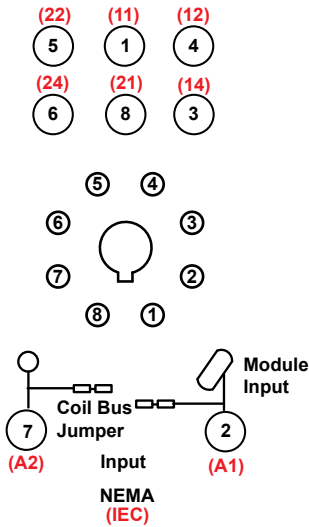 (22) (11) (12)
5 1 4
(24) (21) (14)
6 8 3
5 4
6 3
7 2
8 1
Module
Input
Coil Bus
Jumper
7 2
(A2) (A1)
Input
NEMA
(IEC)